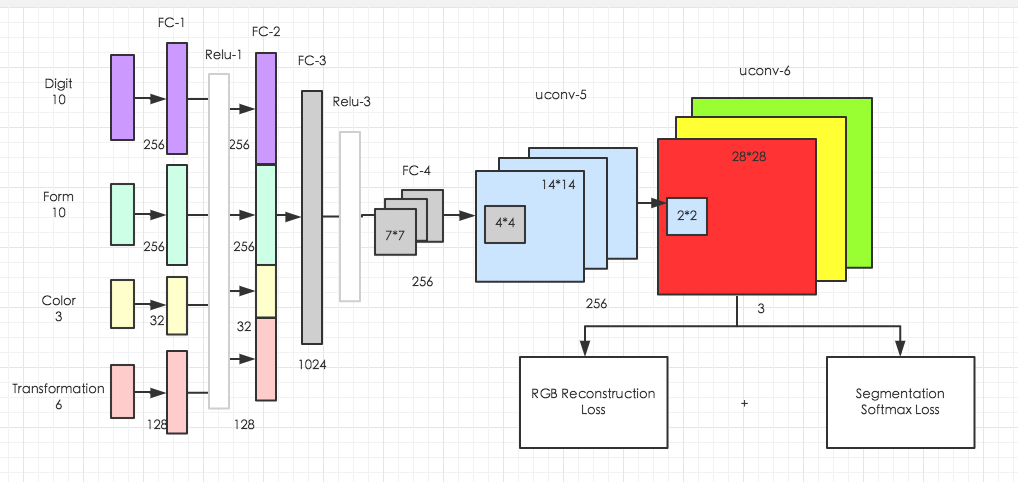 FC-1
FC-2
Relu-1
FC-3
Relu-3
uconv-5
uconv-6
Digit
10
256
256
Form
10
256
256
Color
3
32
32
Transformation
6
128
128
1024
FC-4
7*7
256
14*14
4*4
256
28*28
2*2
3
RGB Reconstruction
Loss
+
Segmentation
Softmax Loss